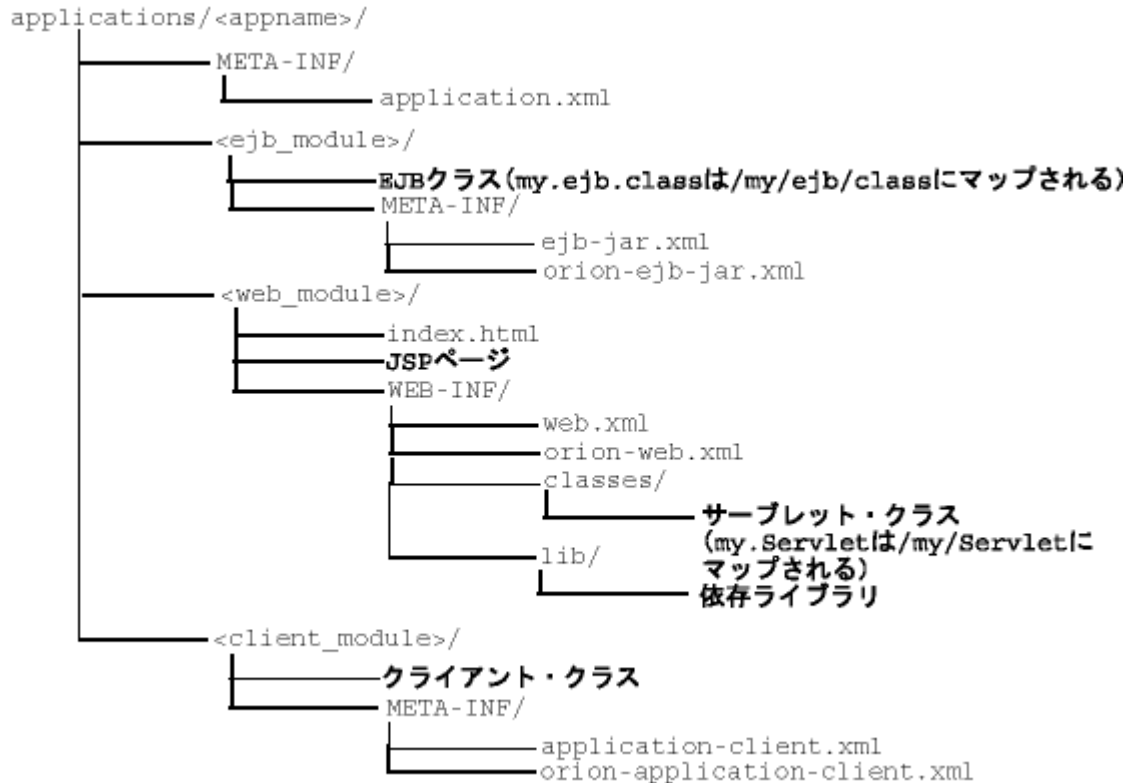 applications/<appname>/
META-INF/
application.xml
<ejb_module>/
EJBクラス(my.ejb.classは/my/ejb/classにマップされる)
META-INF/
ejb-jar.xml
orion-ejb-jar.xml
<web_module>/
index.html
JSPページ
WEB-INF/
web.xml
orion-web.xml
classes/
サーブレット・クラス
(my.Servletは/my/Servletに
マップされる)
lib/
依存ライブラリ
<client_module>/
クライアント・クラス
META-INF/
application-client.xml
orion-application-client.xml